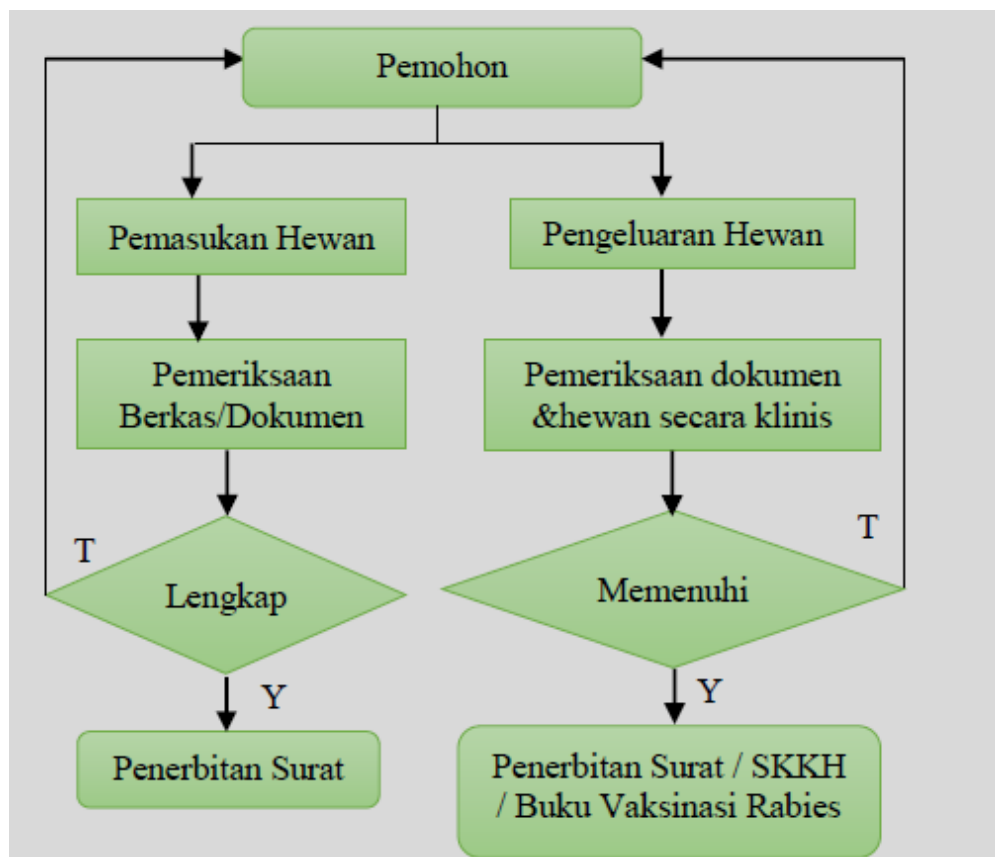 Pemohon
Pemasukan Hewan
Pengeluaran Hewan
Pemeriksaan
Berkas/Dokumen
Pemeriksaan dokumen
&hewan secara klinis
T
T
Lengkap
Memenuhi
Y
Y
Penerbitan Surat
Penerbitan Surat / SKKH
/ Buku Vaksinasi Rabies